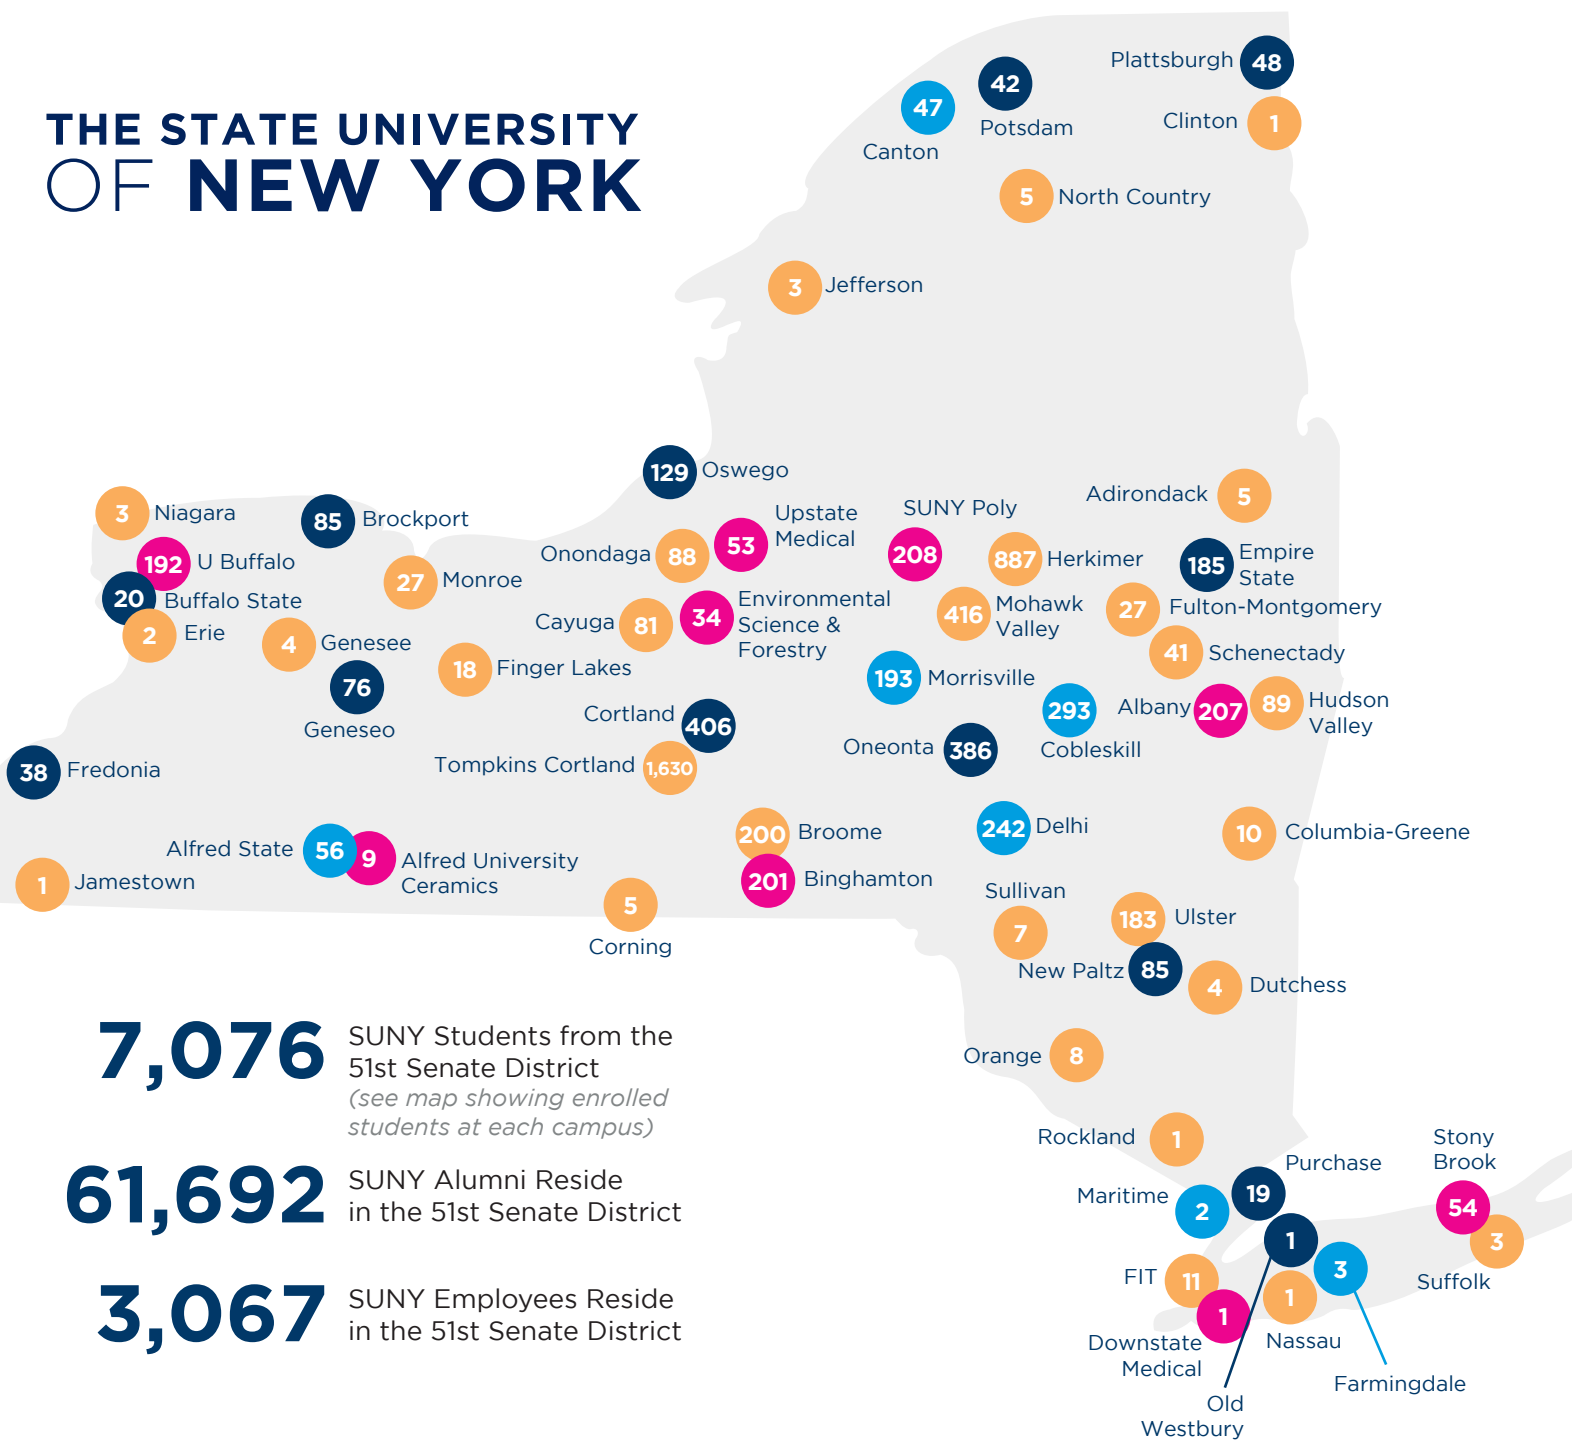 THE STATE UNIVERSITY
OF NEW YORK
Plattsburgh 48
42
Potsdam
47
Canton
Clinton 1
5 North Country
3 Jefferson
129 Oswego
Adirondack 5
3 Niagara
85 Brockport
Upstate
Medical
53
SUNY Poly
208
192 U Buffalo
Onondaga 88
887 Herkimer
185 Empire
State
20 Buffalo State
27 Monroe
2 Erie
4 Genesee
Cayuga 81
34 Environmental
Science &
Forestry
416 Mohawk
Valley
27 Fulton-Montgomery
41 Schenectady
18 Finger Lakes
76
Geneseo
193 Morrisville
293
Cobleskill
Albany 207
89 Hudson
Valley
Cortland 406
Oneonta 386
Tompkins Cortland 1,630
38 Fredonia
200 Broome
242 Delhi
10 Columbia-Greene
Alfred State 56
9 Alfred University
Ceramics
1 Jamestown
201 Binghamton
5
Corning
Sullivan
7
183 Ulster
New Paltz 85
4 Dutchess
Orange 8
7,076 SUNY Students from the
51st Senate District
(see map showing enrolled
students at each campus)
61,692 SUNY Alumni Reside
in the 51st Senate District
3,067 SUNY Employees Reside
in the 51st Senate District
Rockland 1
Purchase
19
Stony
Brook
54
Maritime 2
1
3
Suffolk
FIT 11
3
1
Nassau
1
Downstate
Medical
Farmingdale
Old
Westbury